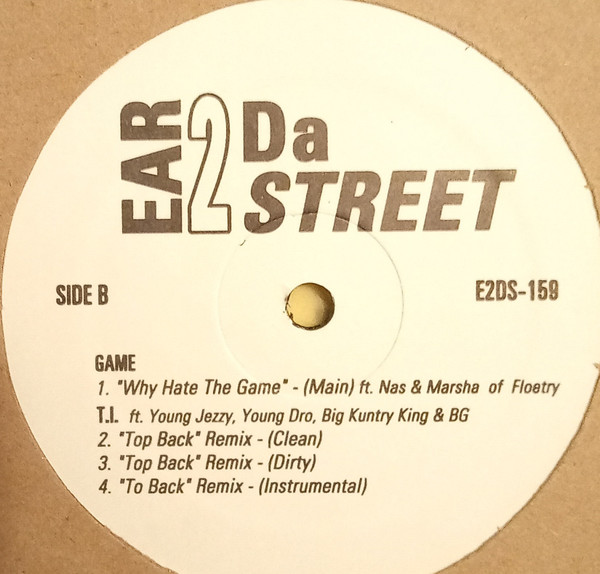 EAR 2 Da
STREET
SIDE B
E2DS-159
GAME
1. "Why Hate The Game" - (Main) ft. Nas & Marsha of Floetry
T.I. ft. Young Jezzy, Young Dro, Big Kuntry King & BG
2. "Top Back" Remix - (Clean)
3. "Top Back" Remix - (Dirty)
4. "To Back" Remix - (Instrumental)